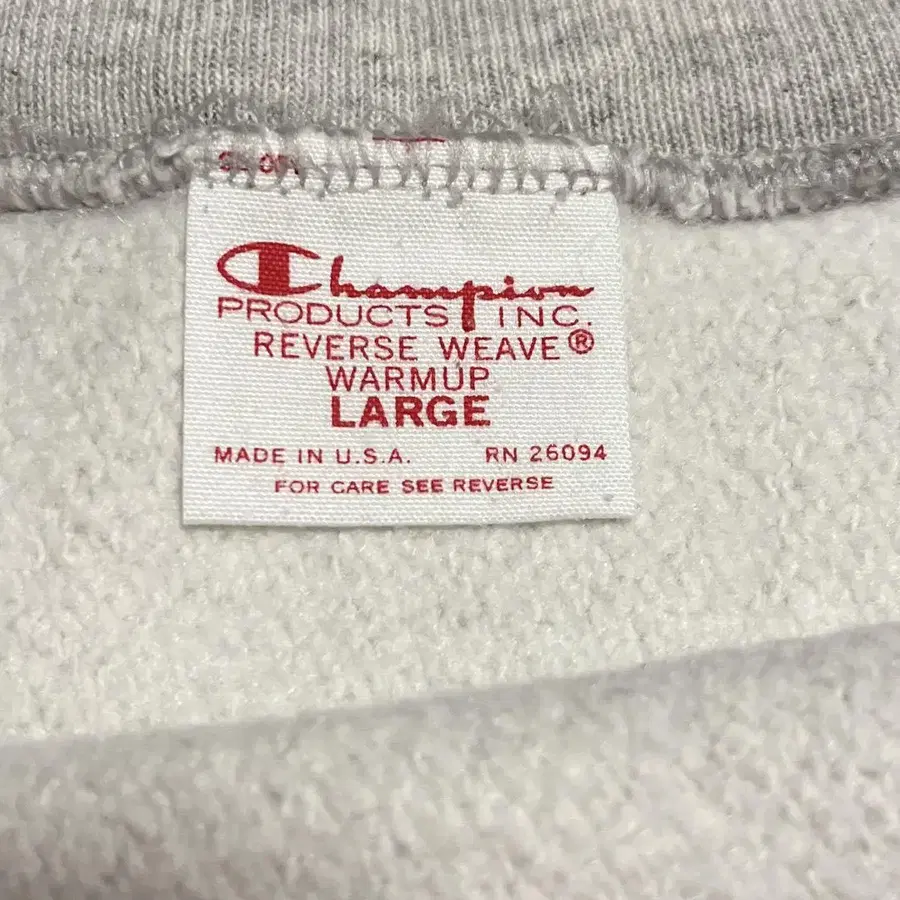 Champion
PRODUCTS INC.
REVERSE WEAVE®
WARMUP
LARGE
MADE IN U.S.A. RN 26094
FOR CARE SEE REVERSE